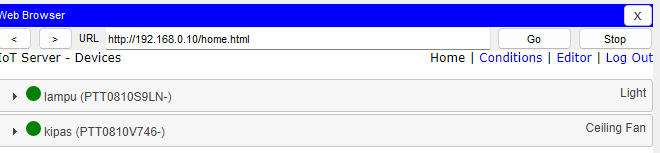 Web Browser X
< > URL http://192.168.0.10/home.html Go Stop
IoT Server - Devices Home | Conditions | Editor | Log Out
lampu (PTT0810S9LN-) Light
kipas (PTT0810V746-) Ceiling Fan